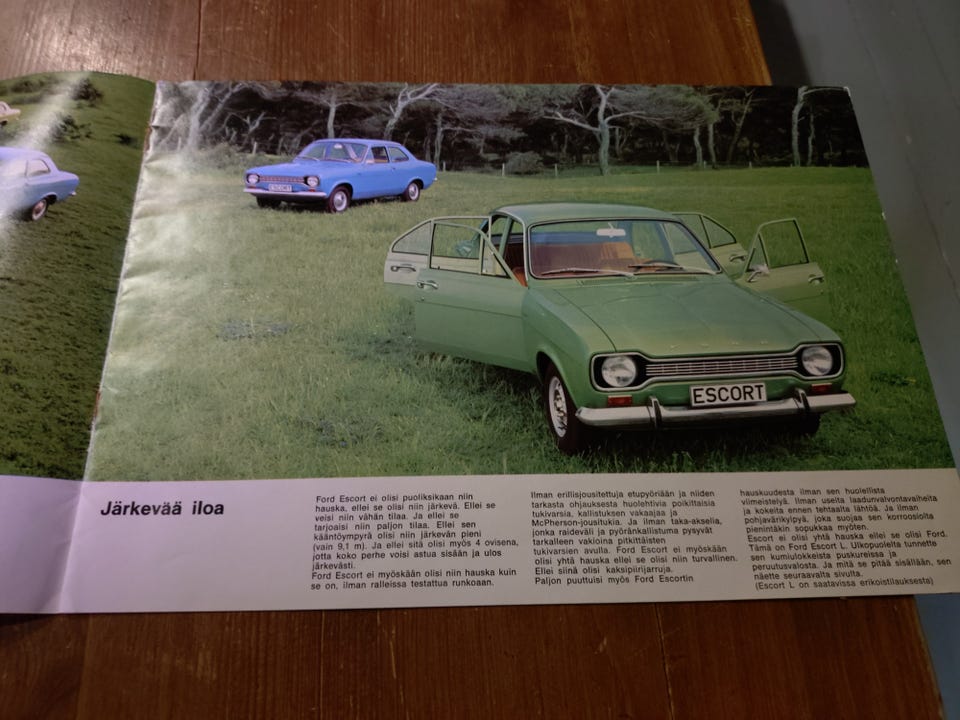 ESCORT
ESCORT
Järkevää iloa
Ford Escort ei olisi puoliksikaan niin
hauska, ellei se olisi niin järkevä. Ellei se
veisi niin vähän tilaa. Ja ellei se
tarjoaisi niin paljon tilaa. Ellei sen
kääntöympyrä olisi niin järkevän pieni
(vain 9,1 m). Ja ellei sitä olisi myös 4 ovisena,
jotta koko perhe voisi astua sisään ja ulos
järkevästi.
Ford Escort ei myöskään olisi niin hauska kuin
se on, ilman ralleissa testattua runkoaan.
Ilman erillisjousitettuja etupyöriään ja niiden
tarkasta ohjauksesta huolehtivia poikittaisia
tukivarsia, kallistuksen vakaajaa ja
McPherson-jousitukia. Ja ilman taka-akselia,
jonka raideväli ja pyöränkallistuma pysyvät
tarkalleen vakioina pitkittäisten
tukivarsien avulla. Ford Escort ei myöskään
olisi yhtä hauska ellei se olisi niin turvallinen.
Ellei siinä olisi kaksipiirijarruja.
Paljon puuttuisi myös Ford Escortin
hauskuudesta ilman sen huolellista
viimeistelyä. Ilman useita laadunvalvontavaiheita
ja kokeita ennen tehtaalta lähtöä. Ja ilman
pohjavärikylpyä, joka suojaa sen korroosiolta
pienintäkin sopukkaa myöten.
Escort ei olisi yhtä hauska ellei se olisi Ford.
Tämä on Ford Escort L. Ulkopuolelta tunnette
sen kumiulokkeista puskureissa ja
peruutusvalosta. Ja mitä se pitää sisällään, sen
näette seuraavalta sivulta.
(Escort L on saatavissa erikoistilauksesta)